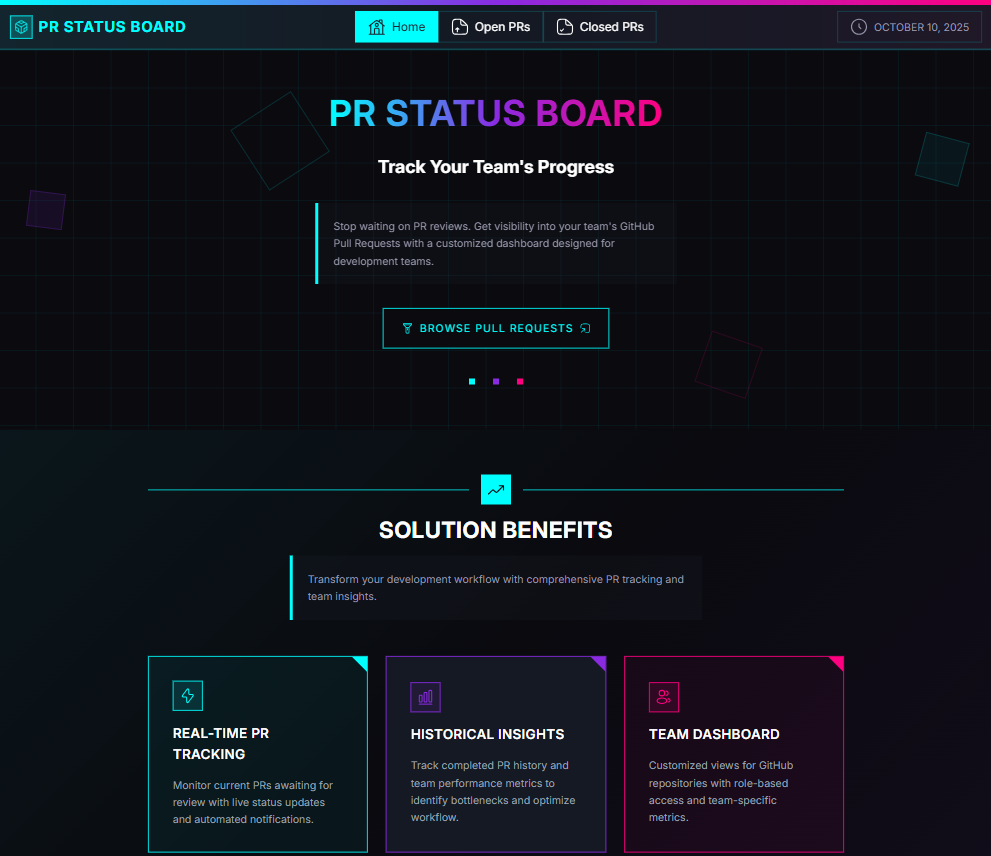 PR STATUS BOARD
Home
Open PRs
Closed PRs
OCTOBER 10, 2025
PR STATUS BOARD
Track Your Team's Progress
Stop waiting on PR reviews. Get visibility into your team's GitHub
Pull Requests with a customized dashboard designed for
development teams.
BROWSE PULL REQUESTS
SOLUTION BENEFITS
Transform your development workflow with comprehensive PR tracking and
team insights.
REAL-TIME PR
TRACKING
Monitor current PRs awaiting for
review with live status updates
and automated notifications.
HISTORICAL INSIGHTS
Track completed PR history and
team performance metrics to
identify bottlenecks and optimize
workflow.
TEAM DASHBOARD
Customized views for GitHub
repositories with role-based
access and team-specific
metrics.